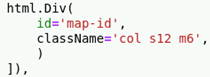 html.Div(
    id='map-id',
    className='col s12 m6',
    )
]),